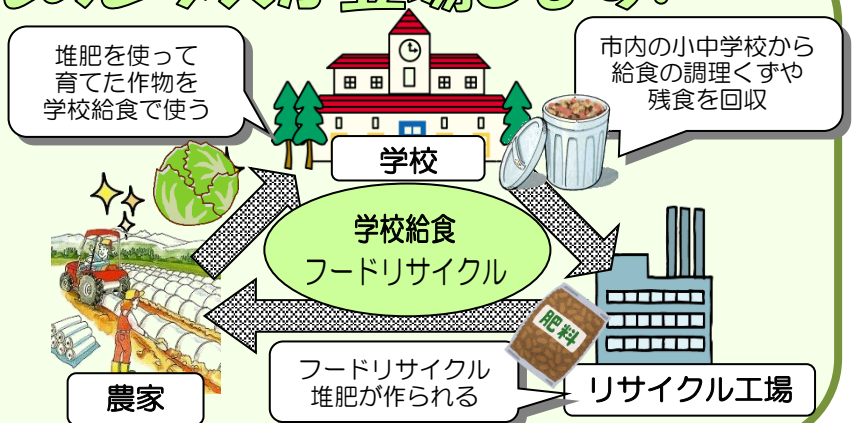 堆肥を使って
育てた作物を
学校給食で使う
市内の小中学校から
給食の調理くずや
残食を回収
学校
学校給食
フードリサイクル
肥料
農家
フードリサイクル
堆肥が作られる
リサイクル工場